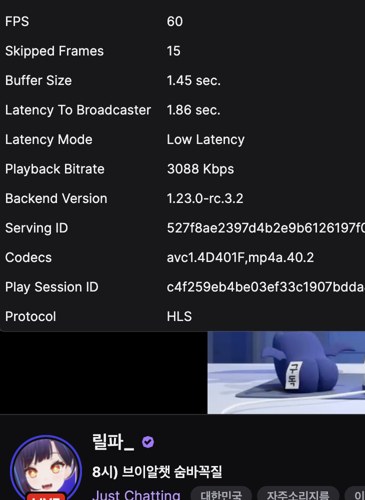 FPS 60
Skipped Frames 15
Buffer Size 1.45 sec.
Latency To Broadcaster 1.86 sec.
Latency Mode Low Latency
Playback Bitrate 3088 Kbps
Backend Version 1.23.0-rc.3.2
Serving ID 527f8ae2397d4b2e9b6126197f0
Codecs avc1.4D401F,mp4a.40.2
Play Session ID c4f259eb4be03ef33c1907bdda
Protocol HLS
구독
릴파_
8시) 브이알챗 숨바꼭질
Just Chatting 대한민국 자주소리지름